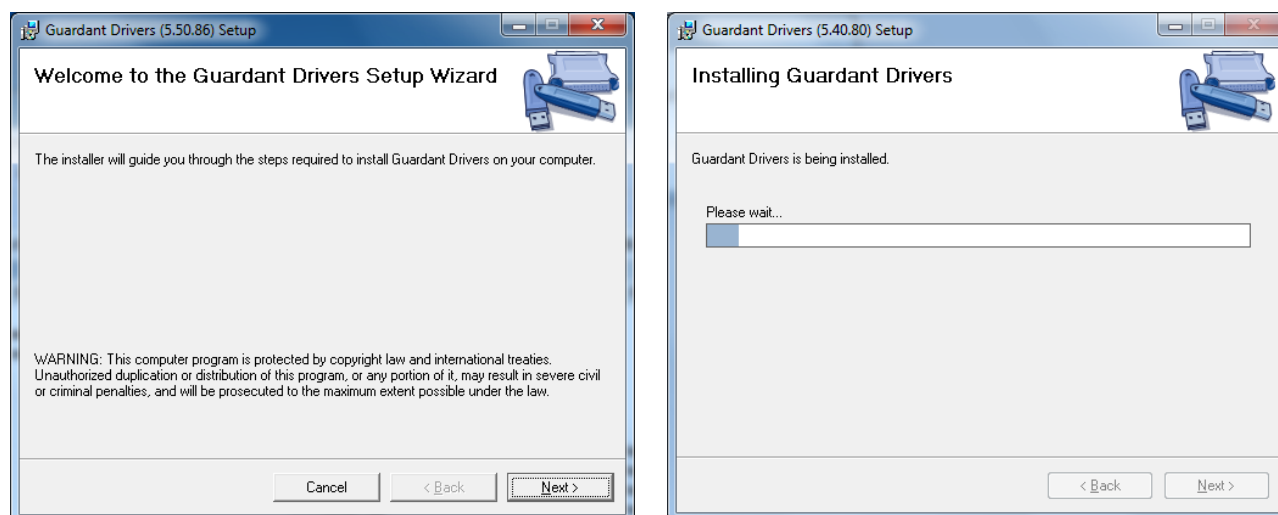 Guardant Drivers (5.50.86) Setup
Welcome to the Guardant Drivers Setup Wizard
The installer will guide you through the steps required to install Guardant Drivers on your computer.
WARNING: This computer program is protected by copyright law and international treaties.
Unauthorized duplication or distribution of this program, or any portion of it, may result in severe civil
or criminal penalties, and will be prosecuted to the maximum extent possible under the law.
Cancel
< Back
Next >
Guardant Drivers (5.40.80) Setup
Installing Guardant Drivers
Guardant Drivers is being installed.
Please wait...
< Back
Next >